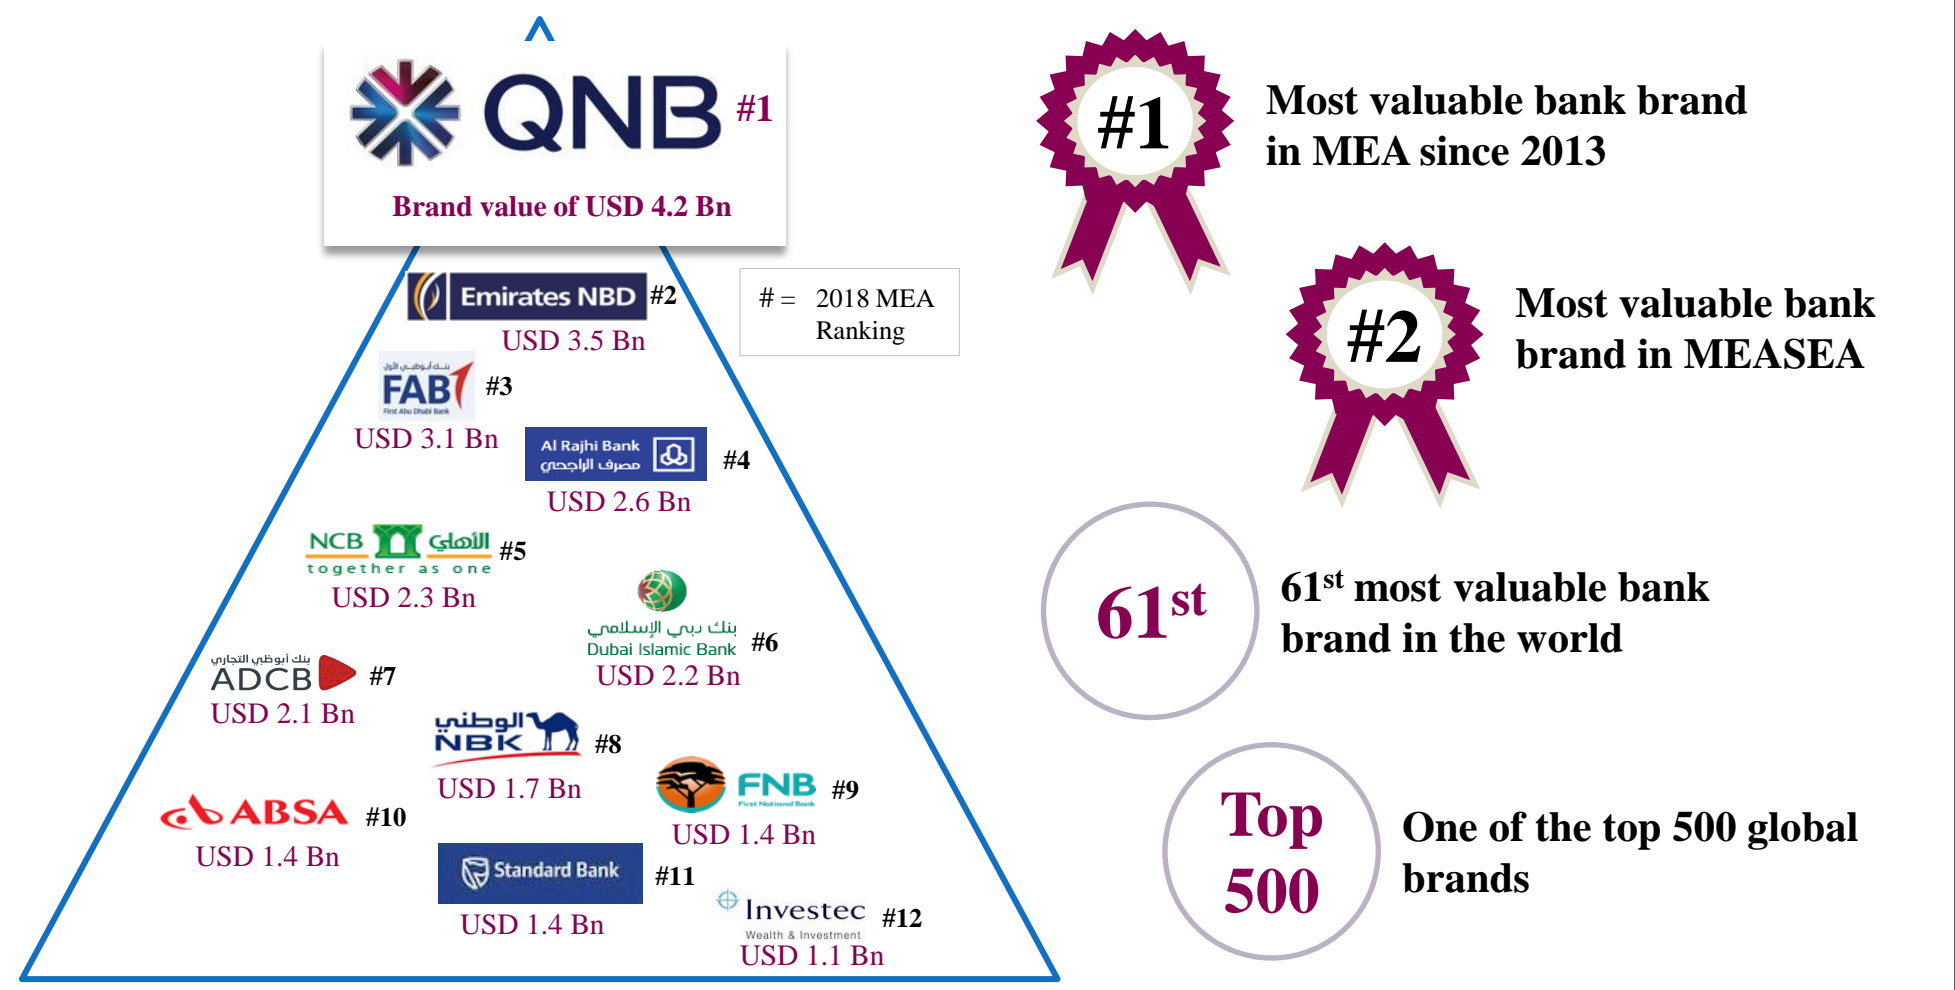 QNB #1
Brand value of USD 4.2 Bn
Emirates NBD #2
USD 3.5 Bn
# = 2018 MEA
Ranking
بنك أبوظبي الأول
FAB
First Abu Dhabi Bank
#3
USD 3.1 Bn
Al Rajhi Bank
مصرف الراجحي
#4
USD 2.6 Bn
NCB الأهلي
together as one
#5
USD 2.3 Bn
بنك دبي الإسلامي
Dubai Islamic Bank
#6
USD 2.2 Bn
بنك أبوظبي التجاري
ADCB
#7
USD 2.1 Bn
الوطني
NBK
#8
USD 1.7 Bn
FNB
First National Bank
#9
USD 1.4 Bn
ABSA #10
USD 1.4 Bn
Standard Bank #11
USD 1.4 Bn
Investec
Wealth & Investment
#12
USD 1.1 Bn
#1
Most valuable bank brand
in MEA since 2013
#2
Most valuable bank
brand in MEASEA
61st
61st most valuable bank
brand in the world
Top
500
One of the top 500 global
brands